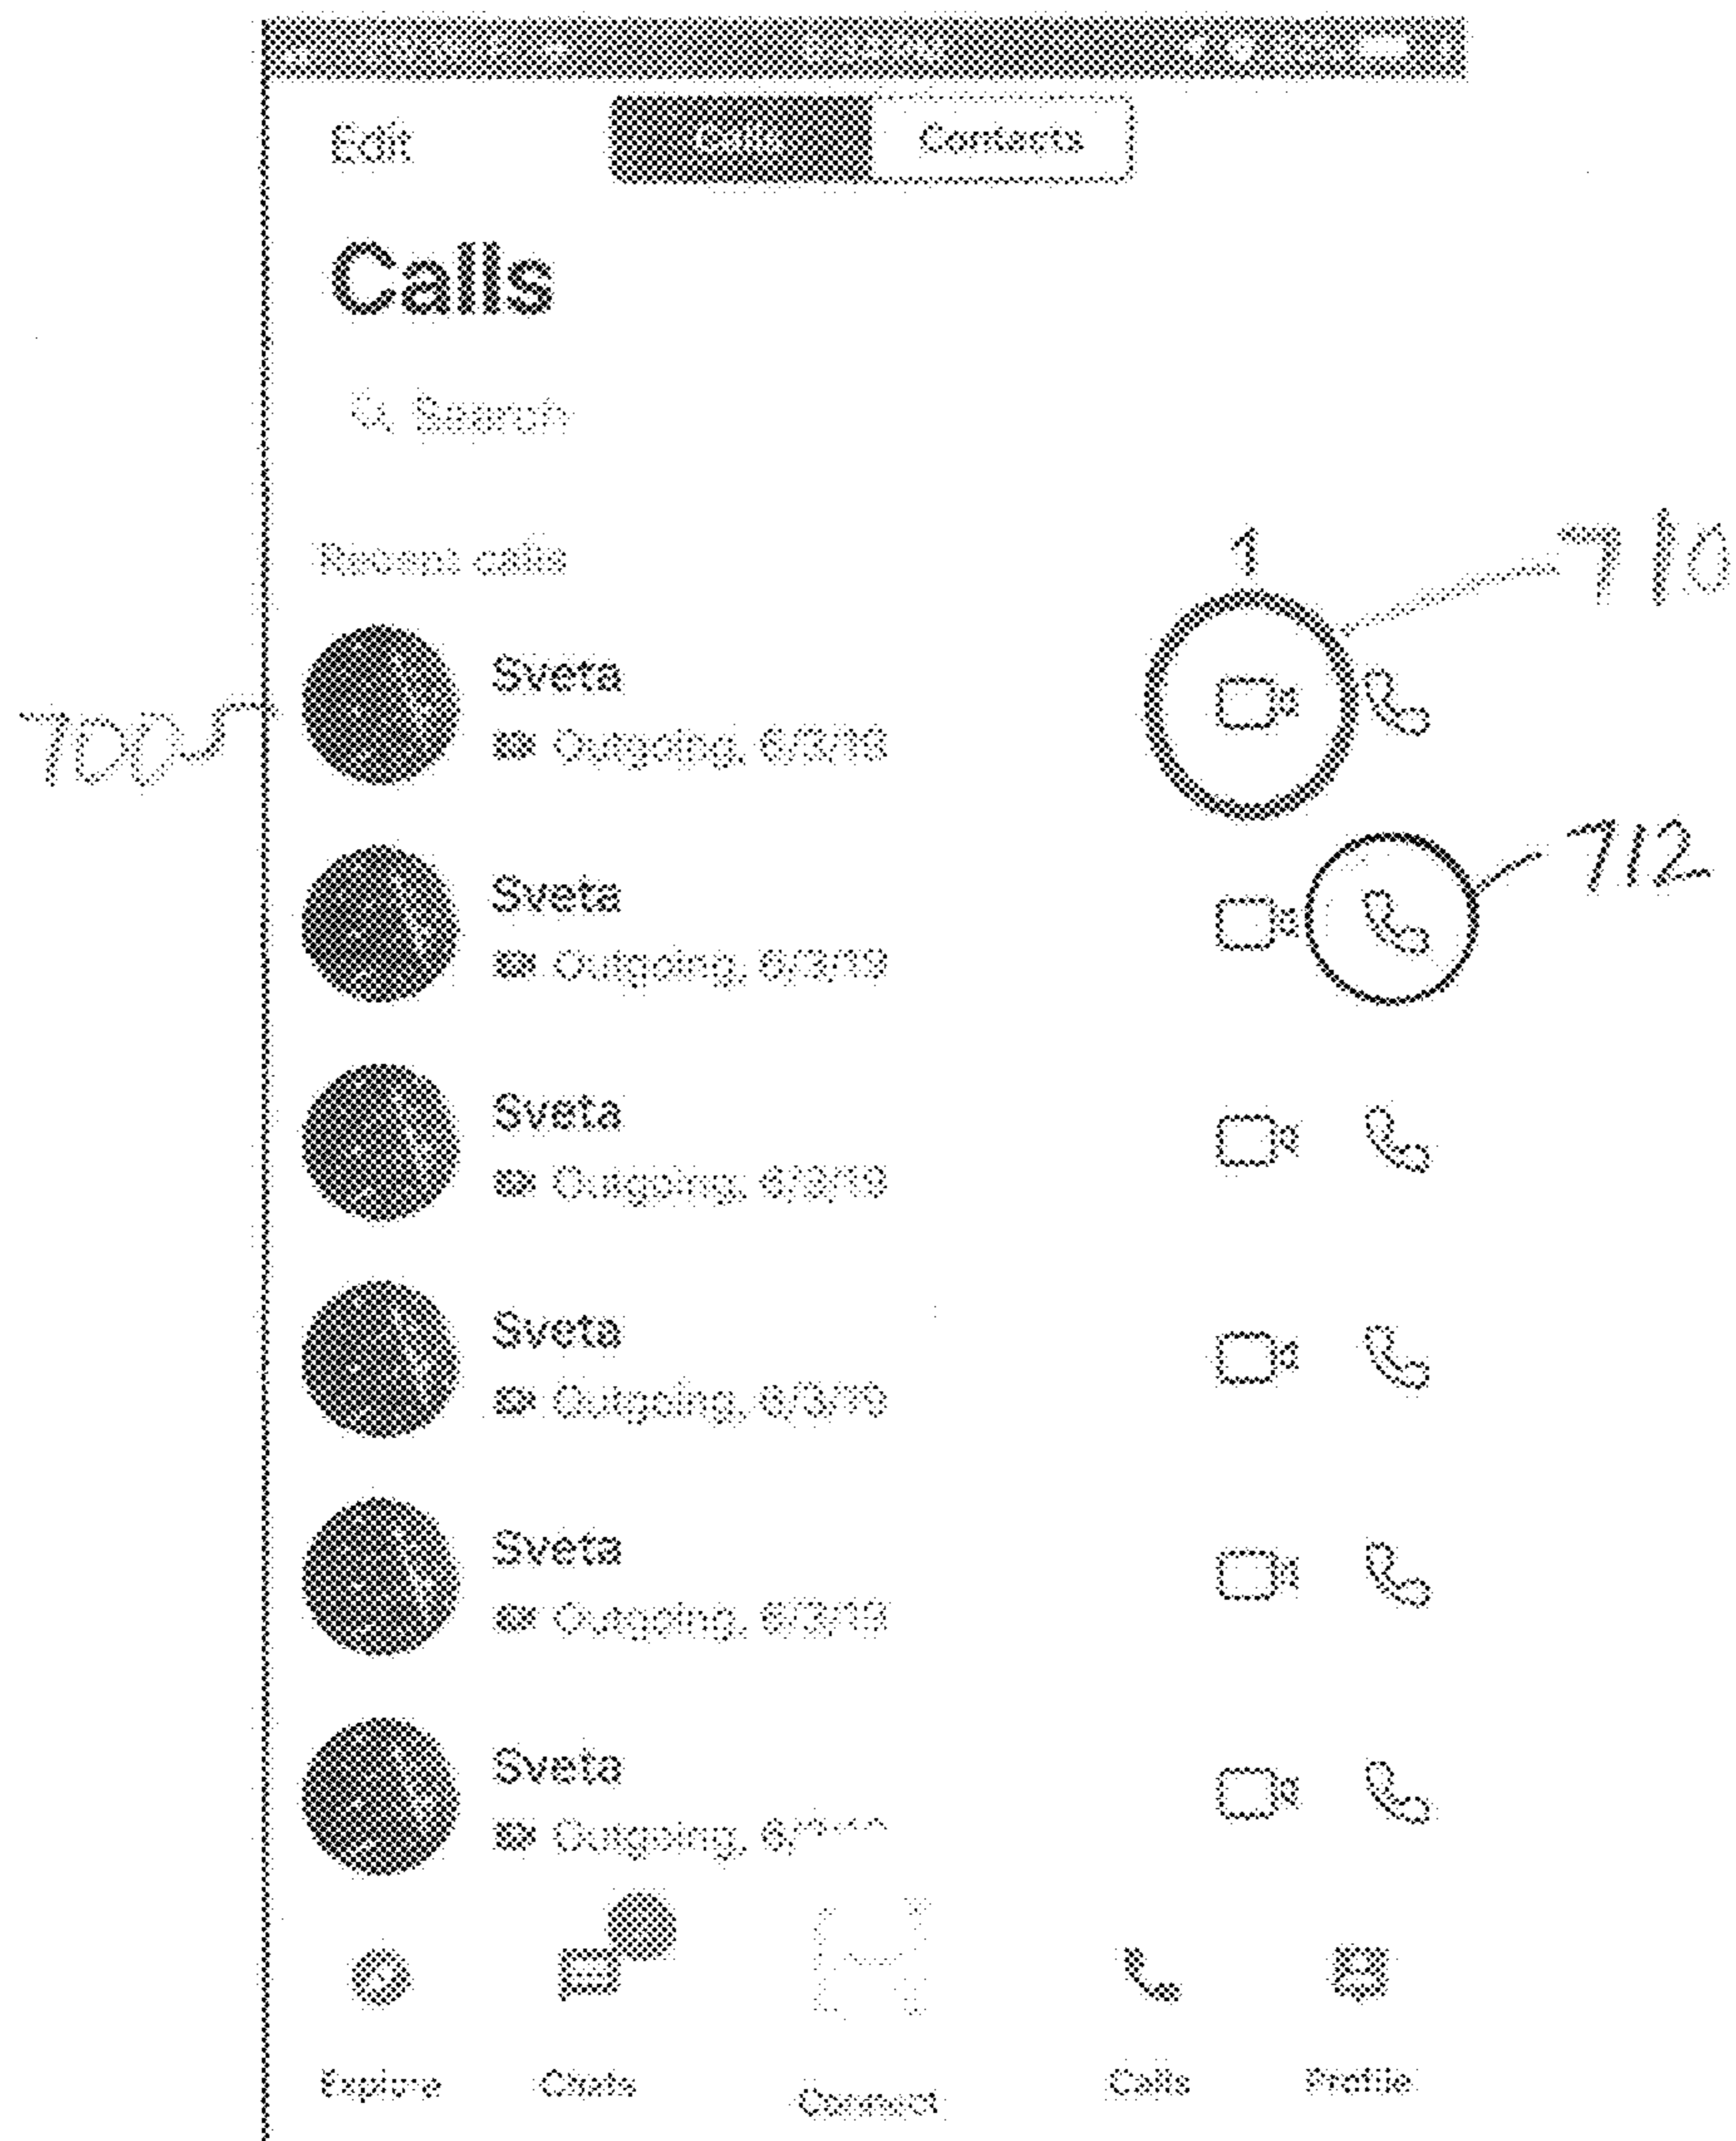 Edit Calls Contacts
Calls
Search
Recent calls
1
710
Sveta
700
Outgoing, 6/3/19
712
Sveta
Outgoing, 6/3/19
Sveta
Outgoing, 6/3/19
Sveta
Outgoing, 6/3/19
Sveta
Outgoing, 6/3/19
Sveta
Outgoing,
Explore Chats Connect Calls Profile